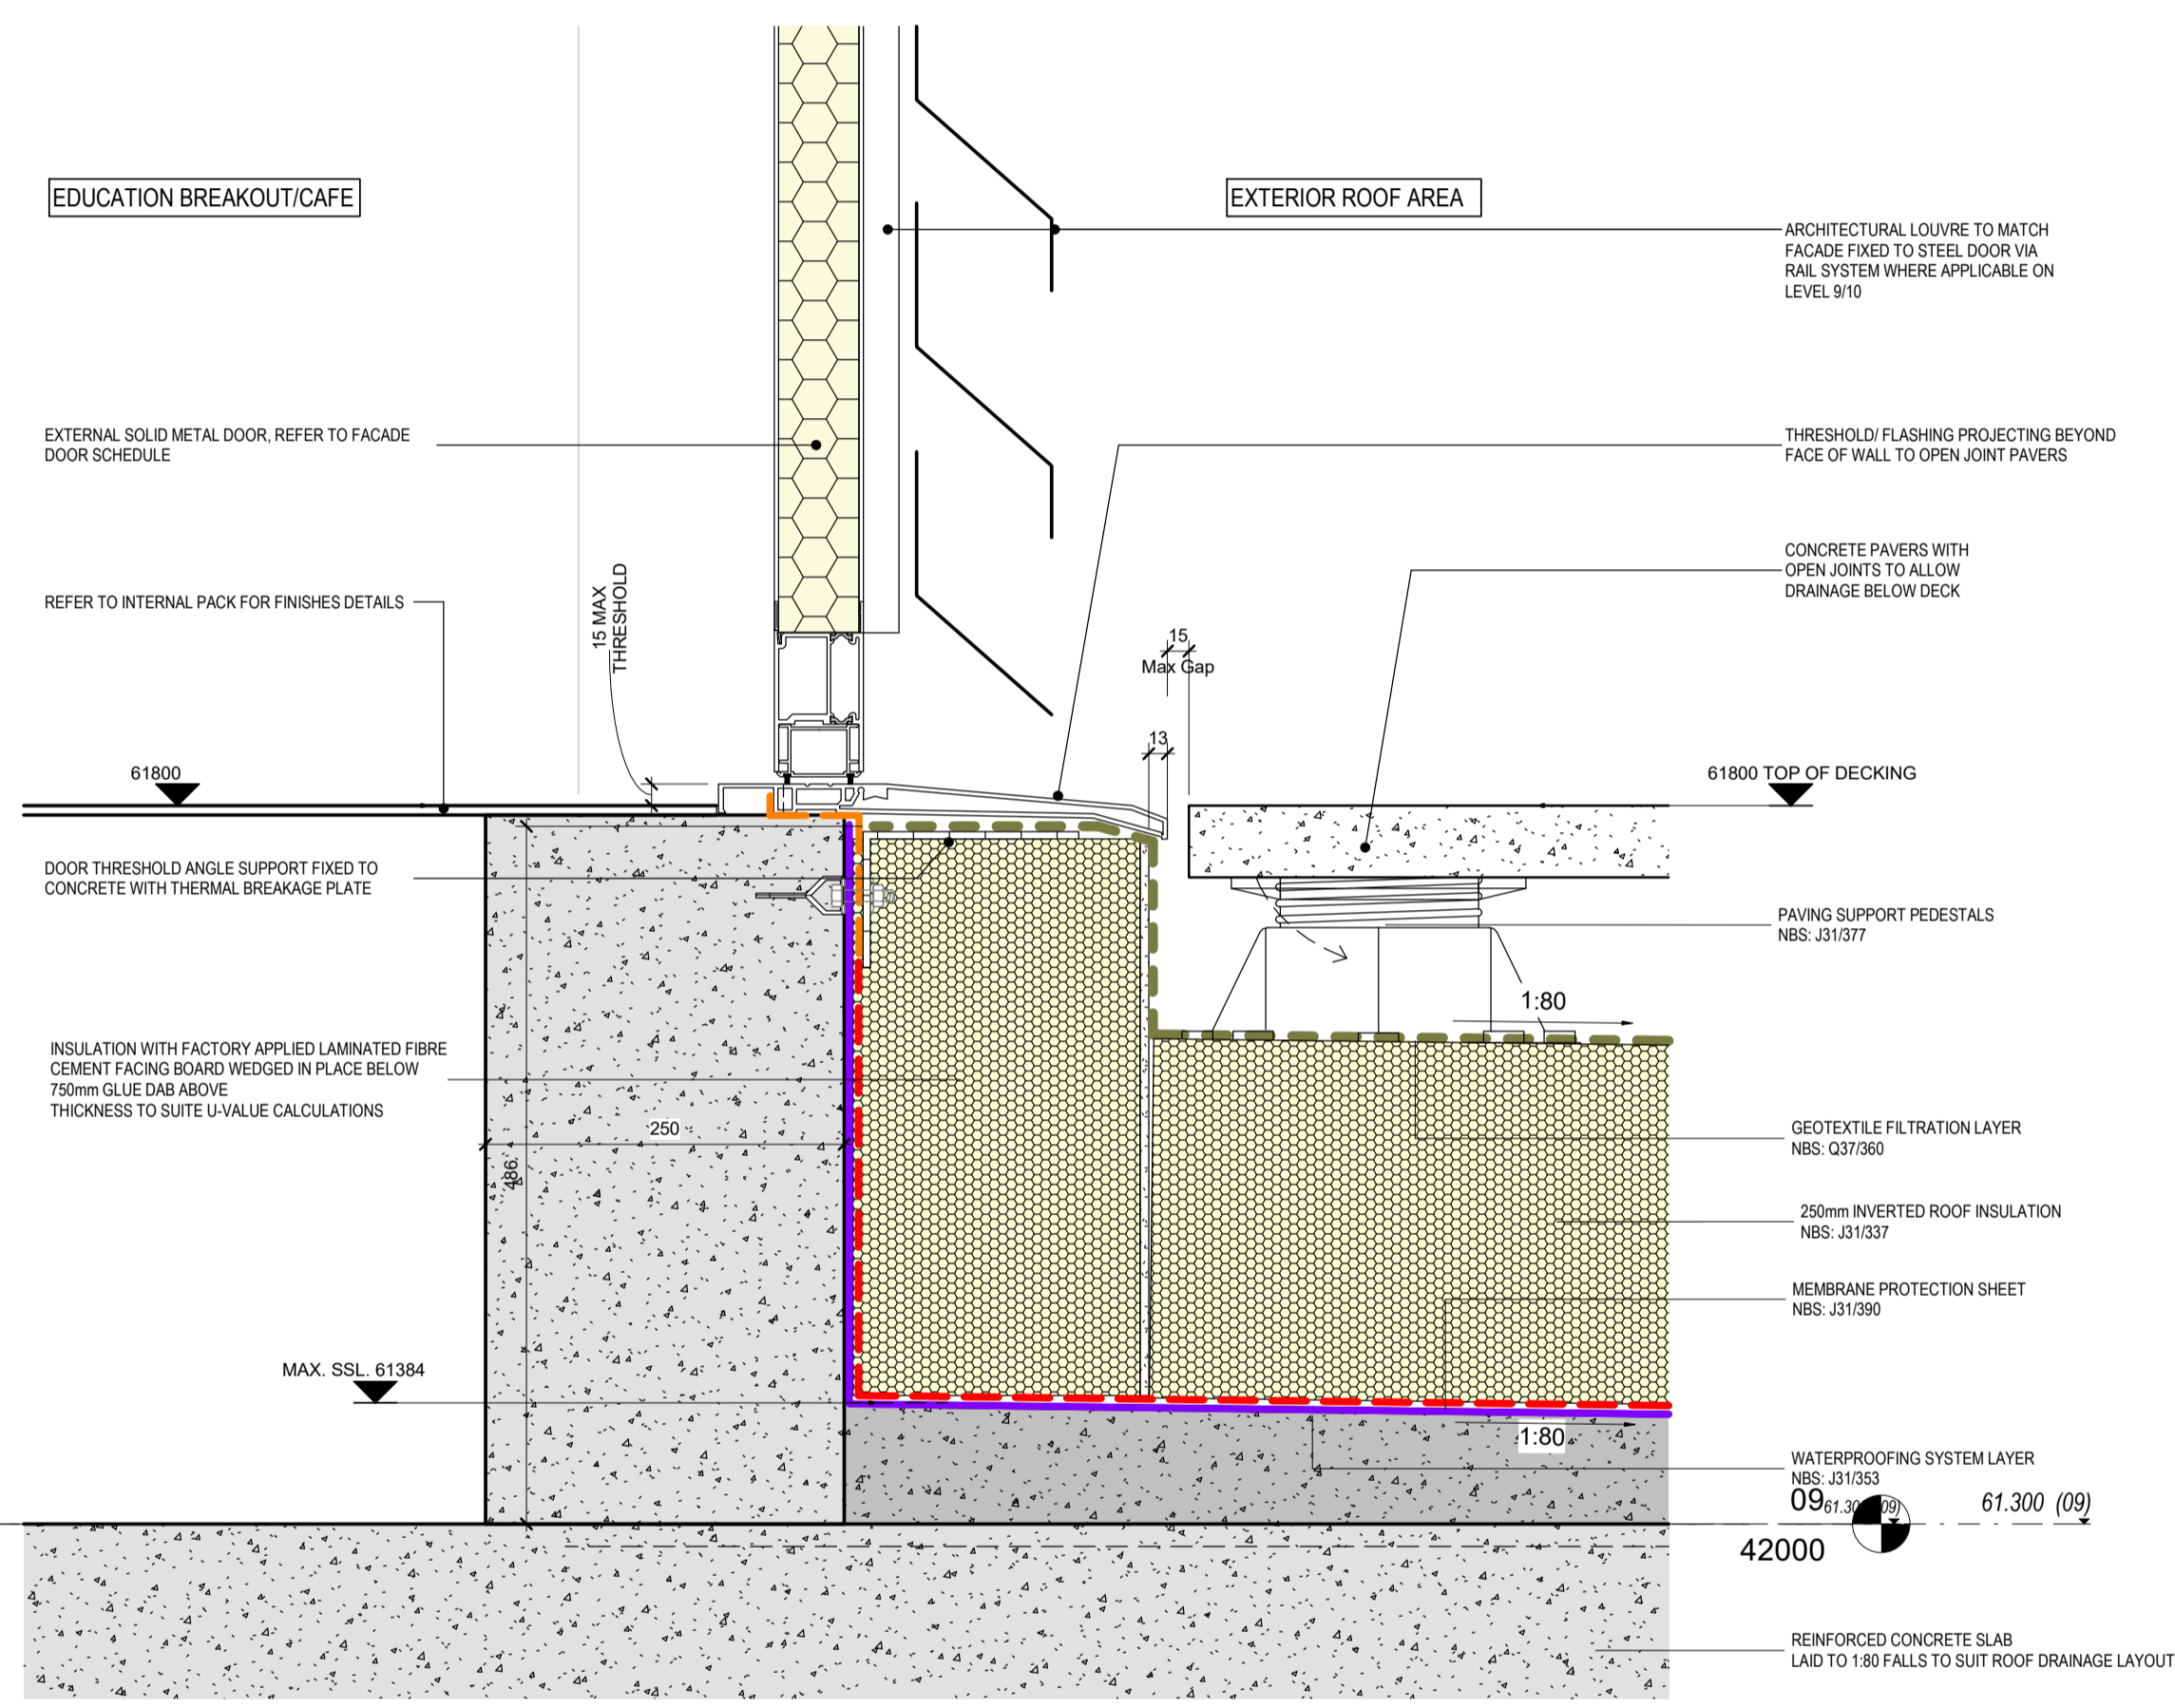 EDUCATION BREAKOUT/CAFE
EXTERIOR ROOF AREA
ARCHITECTURAL LOUVRE TO MATCH
FACADE FIXED TO STEEL DOOR VIA
RAIL SYSTEM WHERE APPLICABLE ON
LEVEL 9/10
EXTERNAL SOLID METAL DOOR, REFER TO FACADE
DOOR SCHEDULE
THRESHOLD/ FLASHING PROJECTING BEYOND
FACE OF WALL TO OPEN JOINT PAVERS
CONCRETE PAVERS WITH
OPEN JOINTS TO ALLOW
DRAINAGE BELOW DECK
REFER TO INTERNAL PACK FOR FINISHES DETAILS
15 MAX
THRESHOLD
15
Max Gap
13
61800
61800 TOP OF DECKING
DOOR THRESHOLD ANGLE SUPPORT FIXED TO
CONCRETE WITH THERMAL BREAKAGE PLATE
PAVING SUPPORT PEDESTALS
NBS: J31/377
1:80
INSULATION WITH FACTORY APPLIED LAMINATED FIBRE
CEMENT FACING BOARD WEDGED IN PLACE BELOW
750mm GLUE DAB ABOVE
THICKNESS TO SUITE U-VALUE CALCULATIONS
250
486
GEOTEXTILE FILTRATION LAYER
NBS: Q37/360
250mm INVERTED ROOF INSULATION
NBS: J31/337
MEMBRANE PROTECTION SHEET
NBS: J31/390
MAX. SSL. 61384
1:80
WATERPROOFING SYSTEM LAYER
NBS: J31/353
09
61.300 (09)
42000
REINFORCED CONCRETE SLAB
LAID TO 1:80 FALLS TO SUIT ROOF DRAINAGE LAYOUT